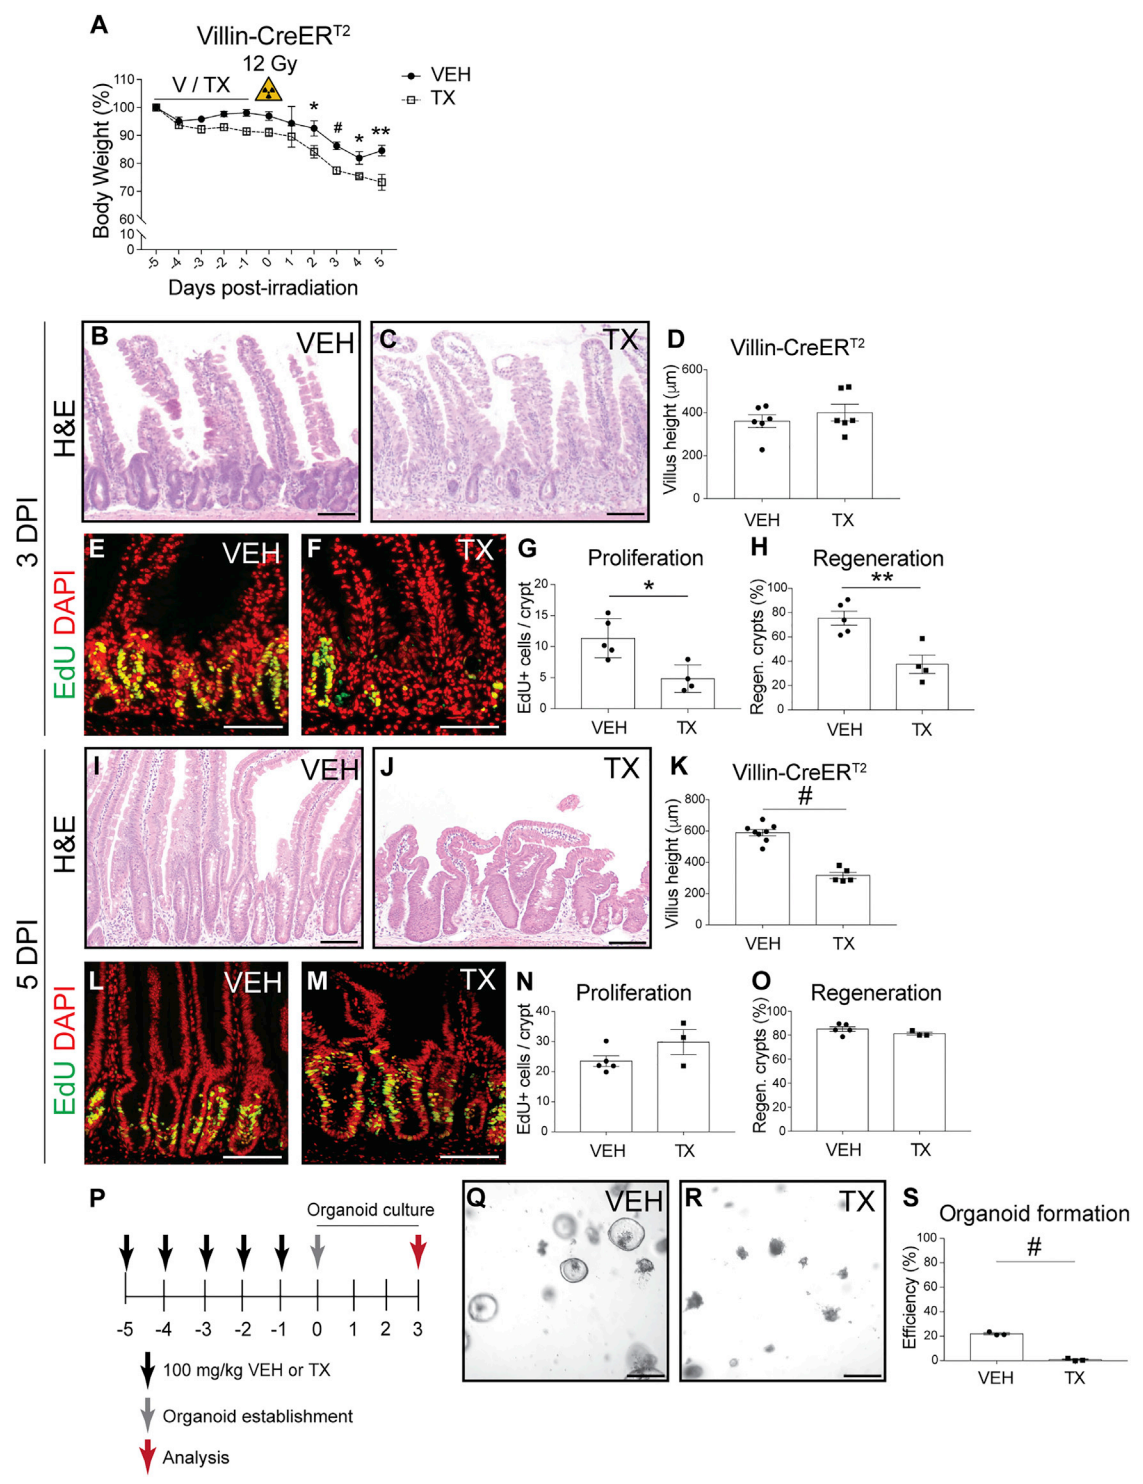 A
Villin-CreERT2
12 Gy
V / TX
VEH
TX
Body Weight (%)
110
100
90
80
70
60
10
0
*
#
*
**
-5
-4
-3
-2
-1
0
1
2
3
4
5
Days post-irradiation
3 DPI
H&E
B
VEH
C
TX
D
Villin-CreERT2
Villus height (μm)
600
400
200
0
VEH
TX
EdU DAPI
E
VEH
F
TX
G
Proliferation
EdU+ cells / crypt
20
15
10
5
0
*
VEH
TX
H
Regeneration
Regen. crypts (%)
100
80
60
40
20
0
**
VEH
TX
5 DPI
H&E
I
VEH
J
TX
K
Villin-CreERT2
Villus height (μm)
800
600
400
200
0
#
VEH
TX
EdU DAPI
L
VEH
M
TX
N
Proliferation
EdU+ cells / crypt
40
30
20
10
0
VEH
TX
O
Regeneration
Regen. crypts (%)
100
80
60
40
20
0
VEH
TX
P
Organoid culture
-5
-4
-3
-2
-1
0
1
2
3
100 mg/kg VEH or TX
Organoid establishment
Analysis
Q
VEH
R
TX
S
Organoid formation
Efficiency (%)
100
80
60
40
20
0
#
VEH
TX